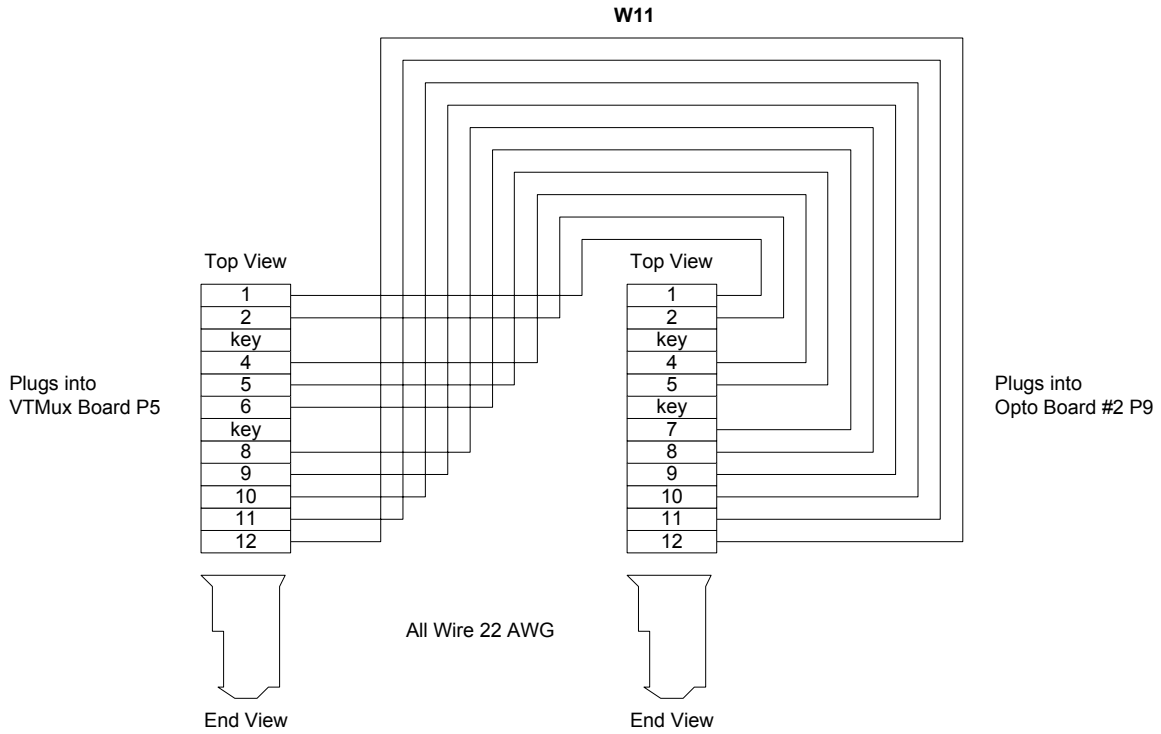 W11
Top View
1
2
key
4
5
6
key
8
9
10
11
12
Plugs into
VTMux Board P5
End View
All Wire 22 AWG
Top View
1
2
key
4
5
key
7
8
9
10
11
12
Plugs into
Opto Board #2 P9
End View